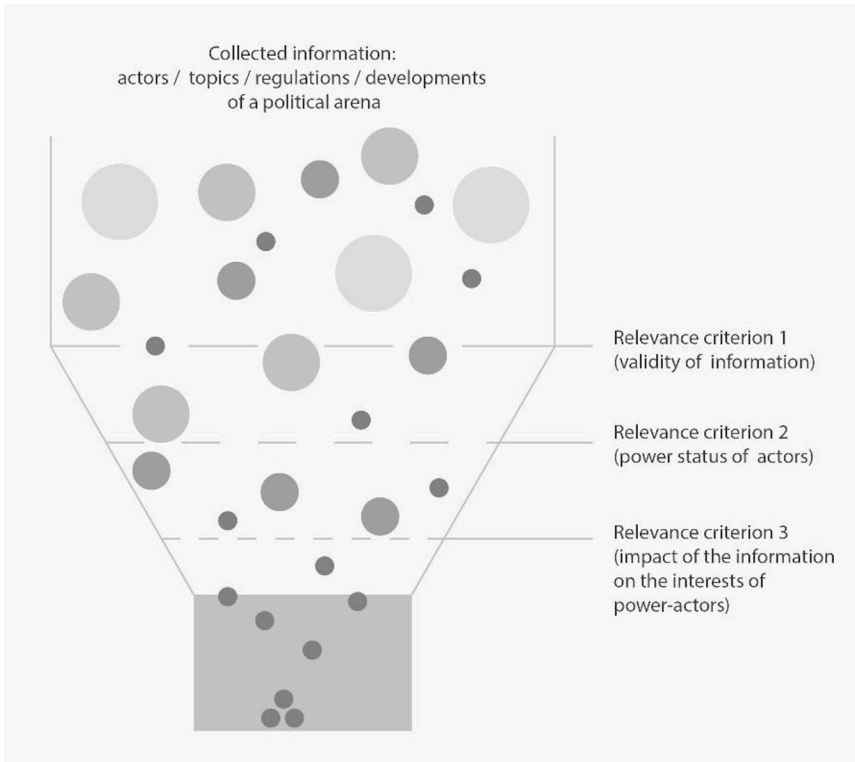 Collected information:
actors / topics / regulations / developments
of a political arena
Relevance criterion 1
(validity of information)
Relevance criterion 2
(power status of actors)
Relevance criterion 3
(impact of the information
on the interests of
power-actors)